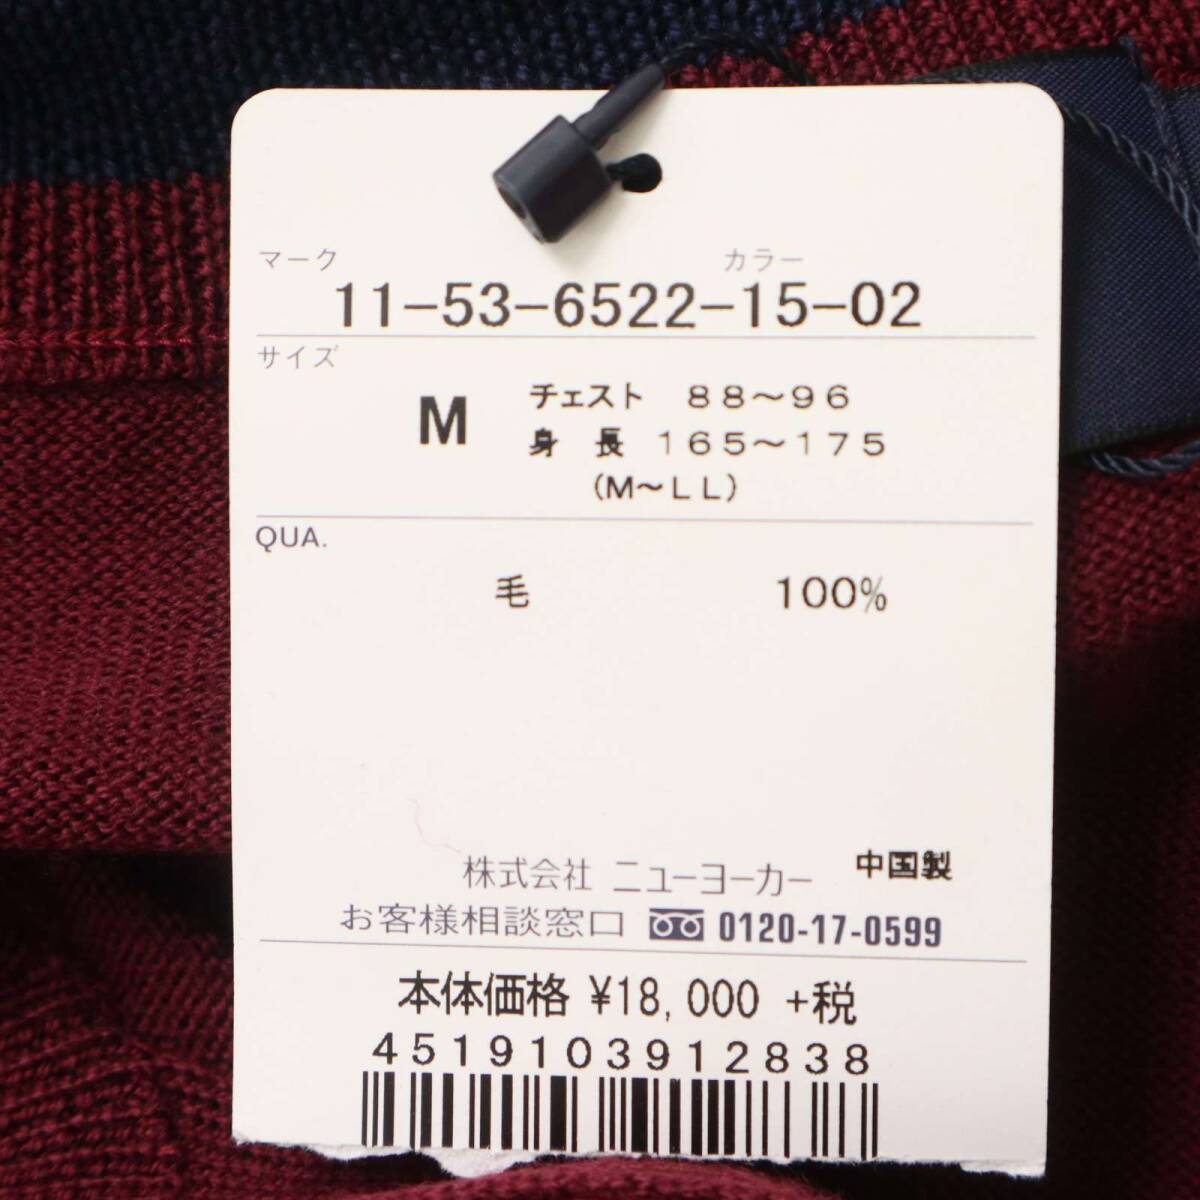 マーク カラー
11-53-6522-15-02
サイズ
M チェスト 88～96
身 長 165～175
(M～LL)
QUA.
毛 100%
株式会社 ニューヨーカー 中国製
お客様相談窓口 0120-17-0599
本体価格 ¥18,000 +税
4519103912838